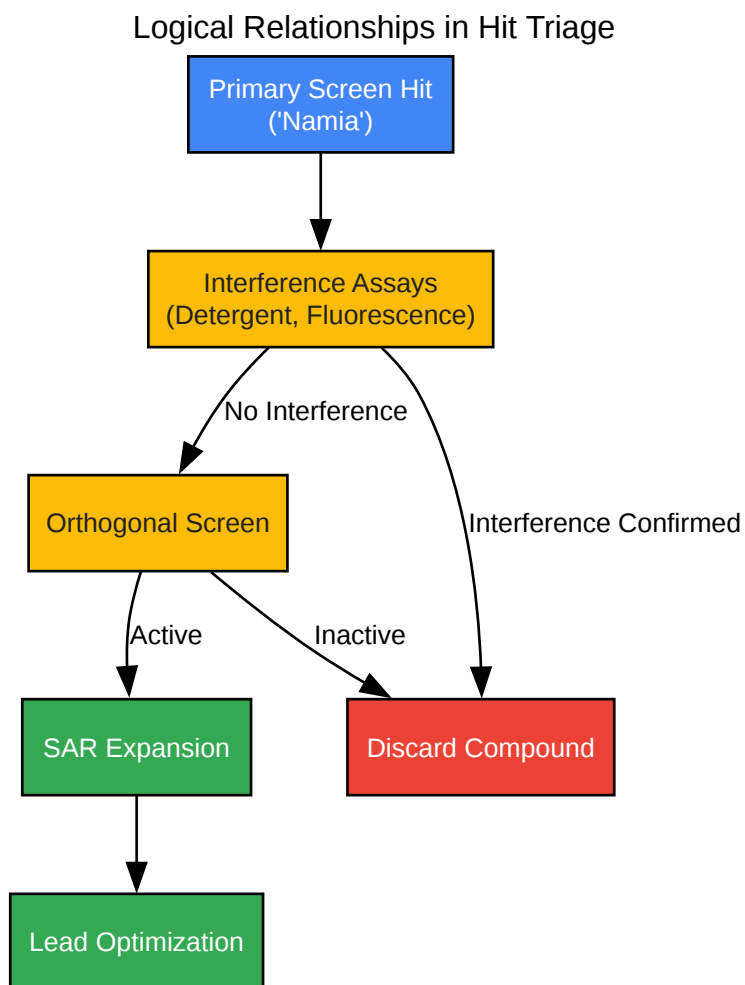 Logical Relationships in Hit Triage
Primary Screen Hit
('Namia')
Interference Assays
(Detergent, Fluorescence)
No Interference
Orthogonal Screen
Interference Confirmed
Active
Inactive
SAR Expansion
Discard Compound
Lead Optimization